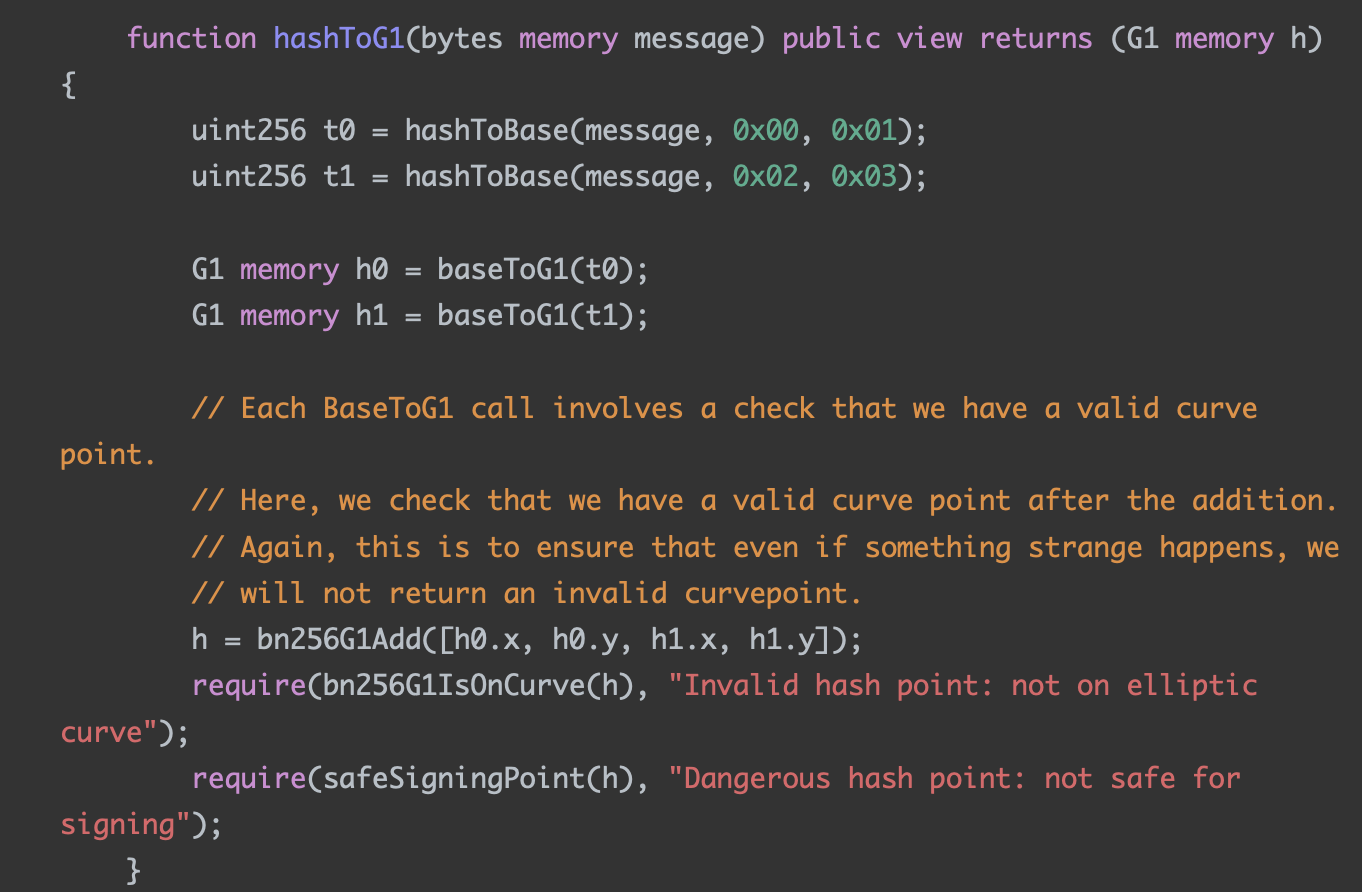 function hashToG1(bytes memory message) public view returns (G1 memory h)
{
uint256 t0 = hashToBase(message, 0x00, 0x01);
uint256 t1 = hashToBase(message, 0x02, 0x03);
G1 memory h0 = baseToG1(t0);
G1 memory h1 = baseToG1(t1);
// Each BaseToG1 call involves a check that we have a valid curve
point.
// Here, we check that we have a valid curve point after the addition.
// Again, this is to ensure that even if something strange happens, we
// will not return an invalid curvepoint.
h = bn256G1Add([h0.x, h0.y, h1.x, h1.y]);
require(bn256G1IsOnCurve(h), "Invalid hash point: not on elliptic
curve");
require(safeSigningPoint(h), "Dangerous hash point: not safe for
signing");
}